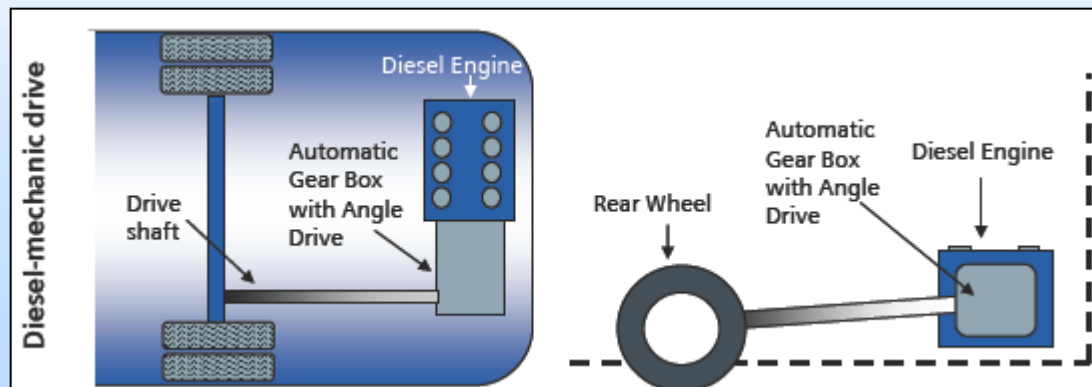 Diesel-mechanic drive
Diesel Engine
Automatic
Gear Box
with Angle
Drive
Drive
shaft
Rear Wheel
Automatic
Gear Box
with Angle
Drive
Diesel Engine